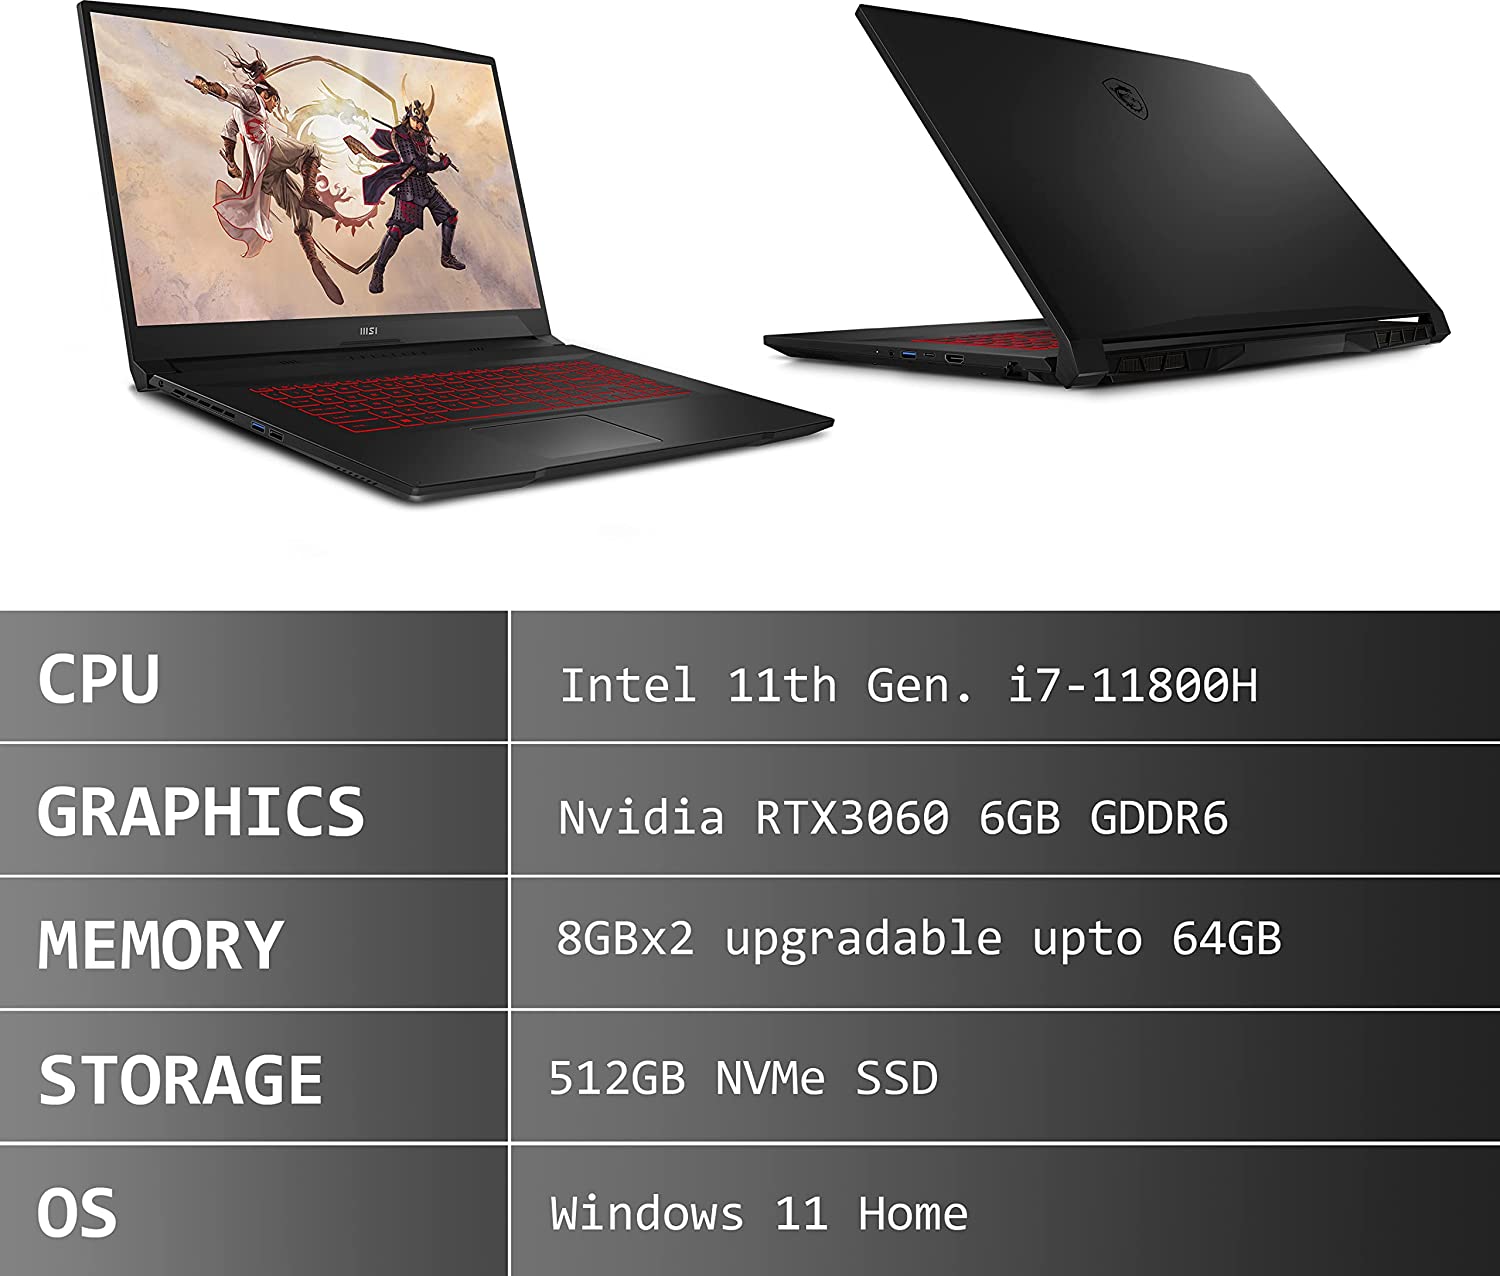 msi
CPU
Intel 11th Gen. i7-11800H
GRAPHICS
Nvidia RTX3060 6GB GDDR6
MEMORY
8GBx2 upgradable upto 64GB
STORAGE
512GB NVMe SSD
OS
Windows 11 Home